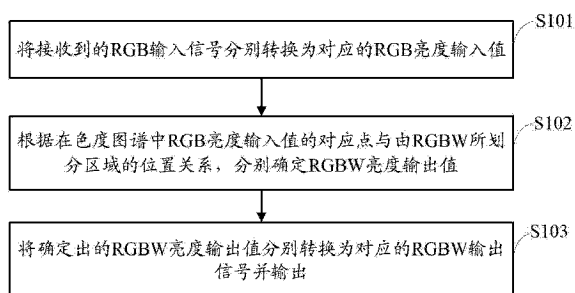 S101
将接收到的RGB输入信号分别转换为对应的RGB亮度输入值
S102
根据在色度图谱中RGB亮度输入值的对应点与由RGBW所划
分区域的位置关系，分别确定RGBW亮度输出值
S103
将确定出的RGBW亮度输出值分别转换为对应的RGBW输出
信号并输出